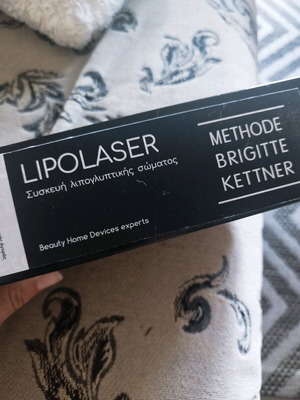 LIPOLASER
Συσκευή λιπογλυπτικής σώματος
Beauty Home Devices experts
METHODE
BRIGITTE
KETTNER